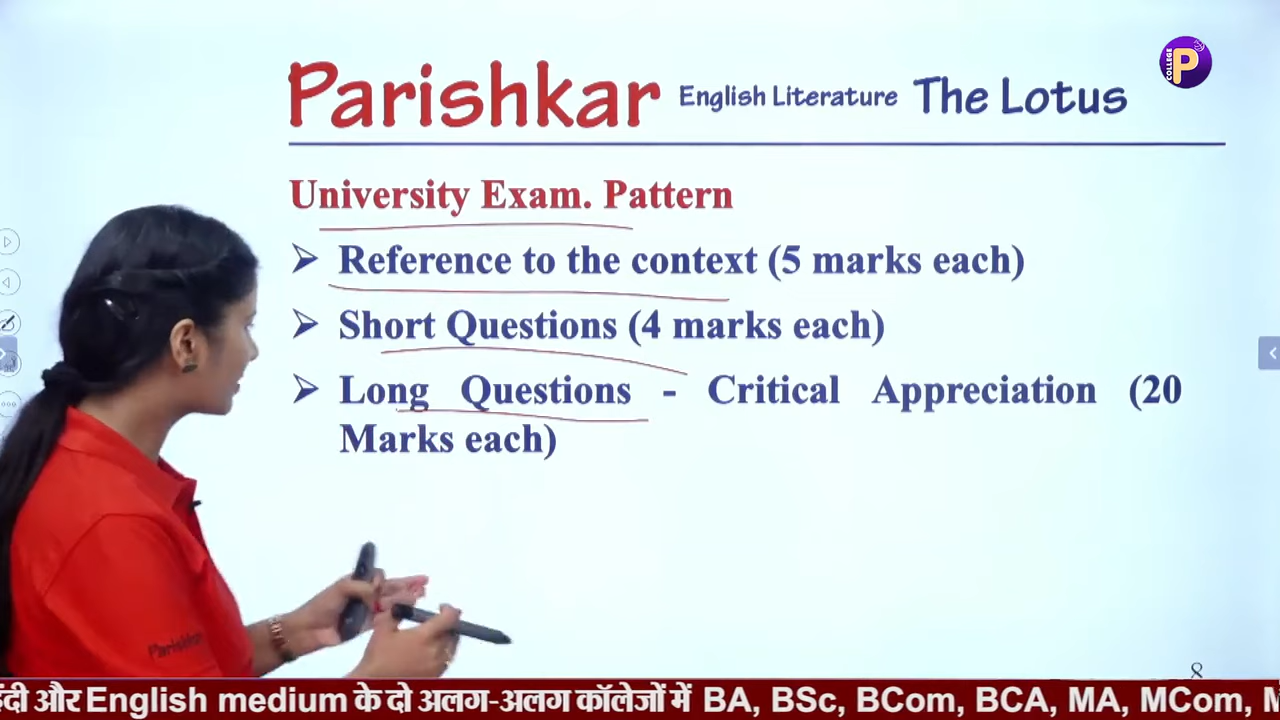 Parishkar English Literature The Lotus
COLLEGE P
University Exam. Pattern
➢ Reference to the context (5 marks each)
➢ Short Questions (4 marks each)
➢ Long Questions - Critical Appreciation (20
Marks each)
Parishkar
8
और English medium के दो अलग-अलग कॉलेजों में BA, BSc, BCom, BCA, MA, MCom,